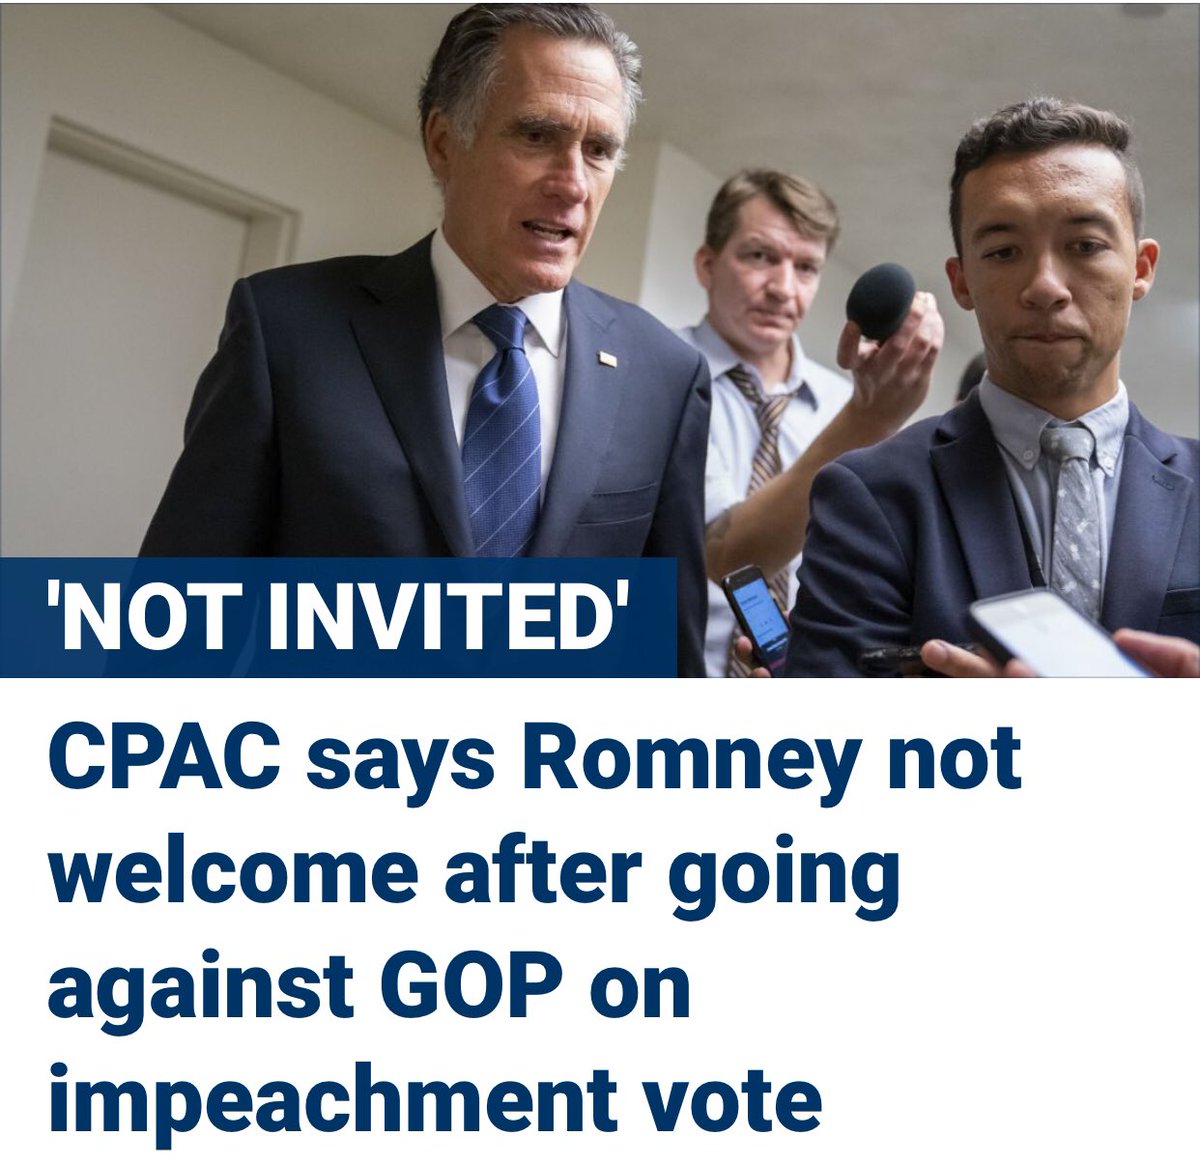 'NOT INVITED'
CPAC says Romney not
welcome after going
against GOP on
impeachment vote